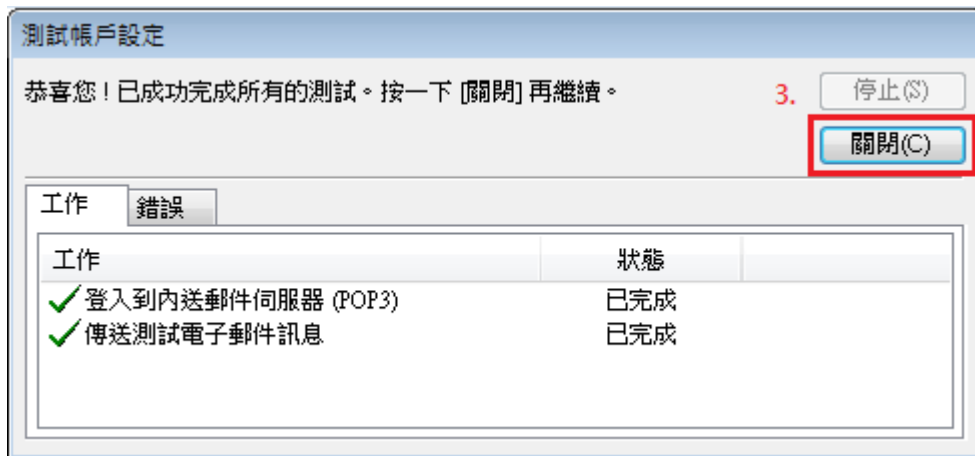 測試帳戶設定
恭喜您！已成功完成所有的測試。按一下 [關閉] 再繼續。
3.
停止(S)
關閉(C)
工作 錯誤
工作 狀態
登入到內送郵件伺服器 (POP3) 已完成
傳送測試電子郵件訊息 已完成